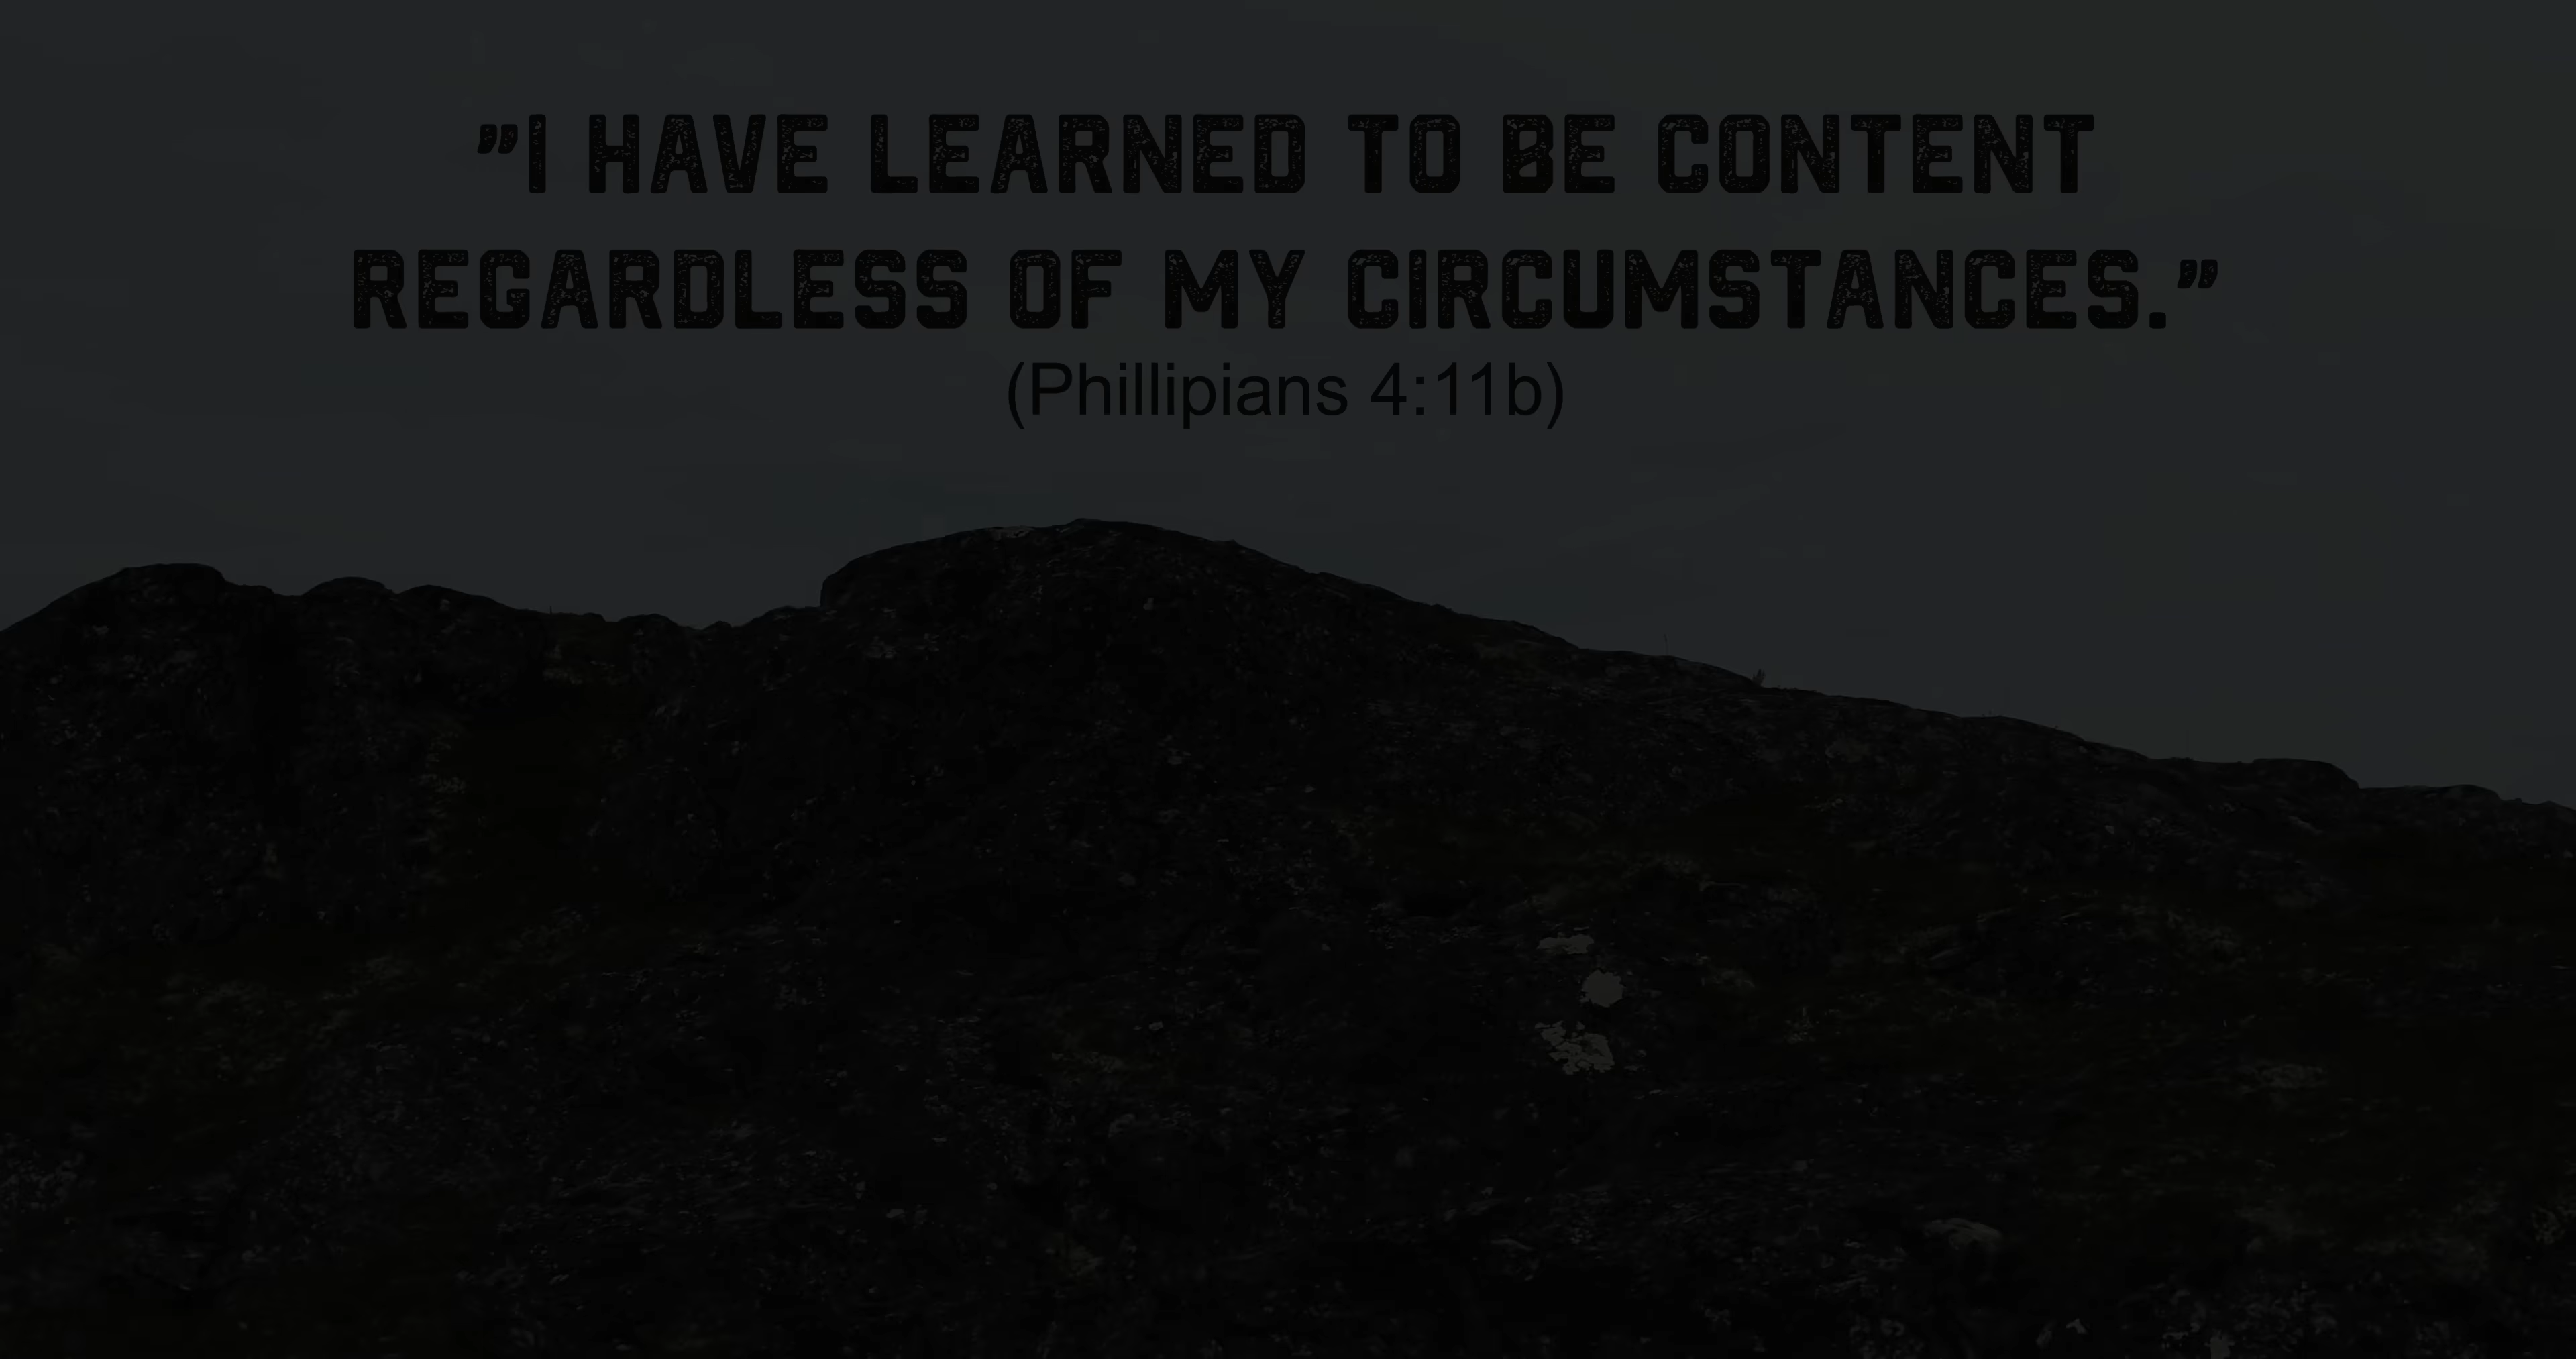 ”I HAVE LEARNED TO BE CONTENT
REGARDLESS OF MY CIRCUMSTANCES.”
(Phillipians 4:11b)